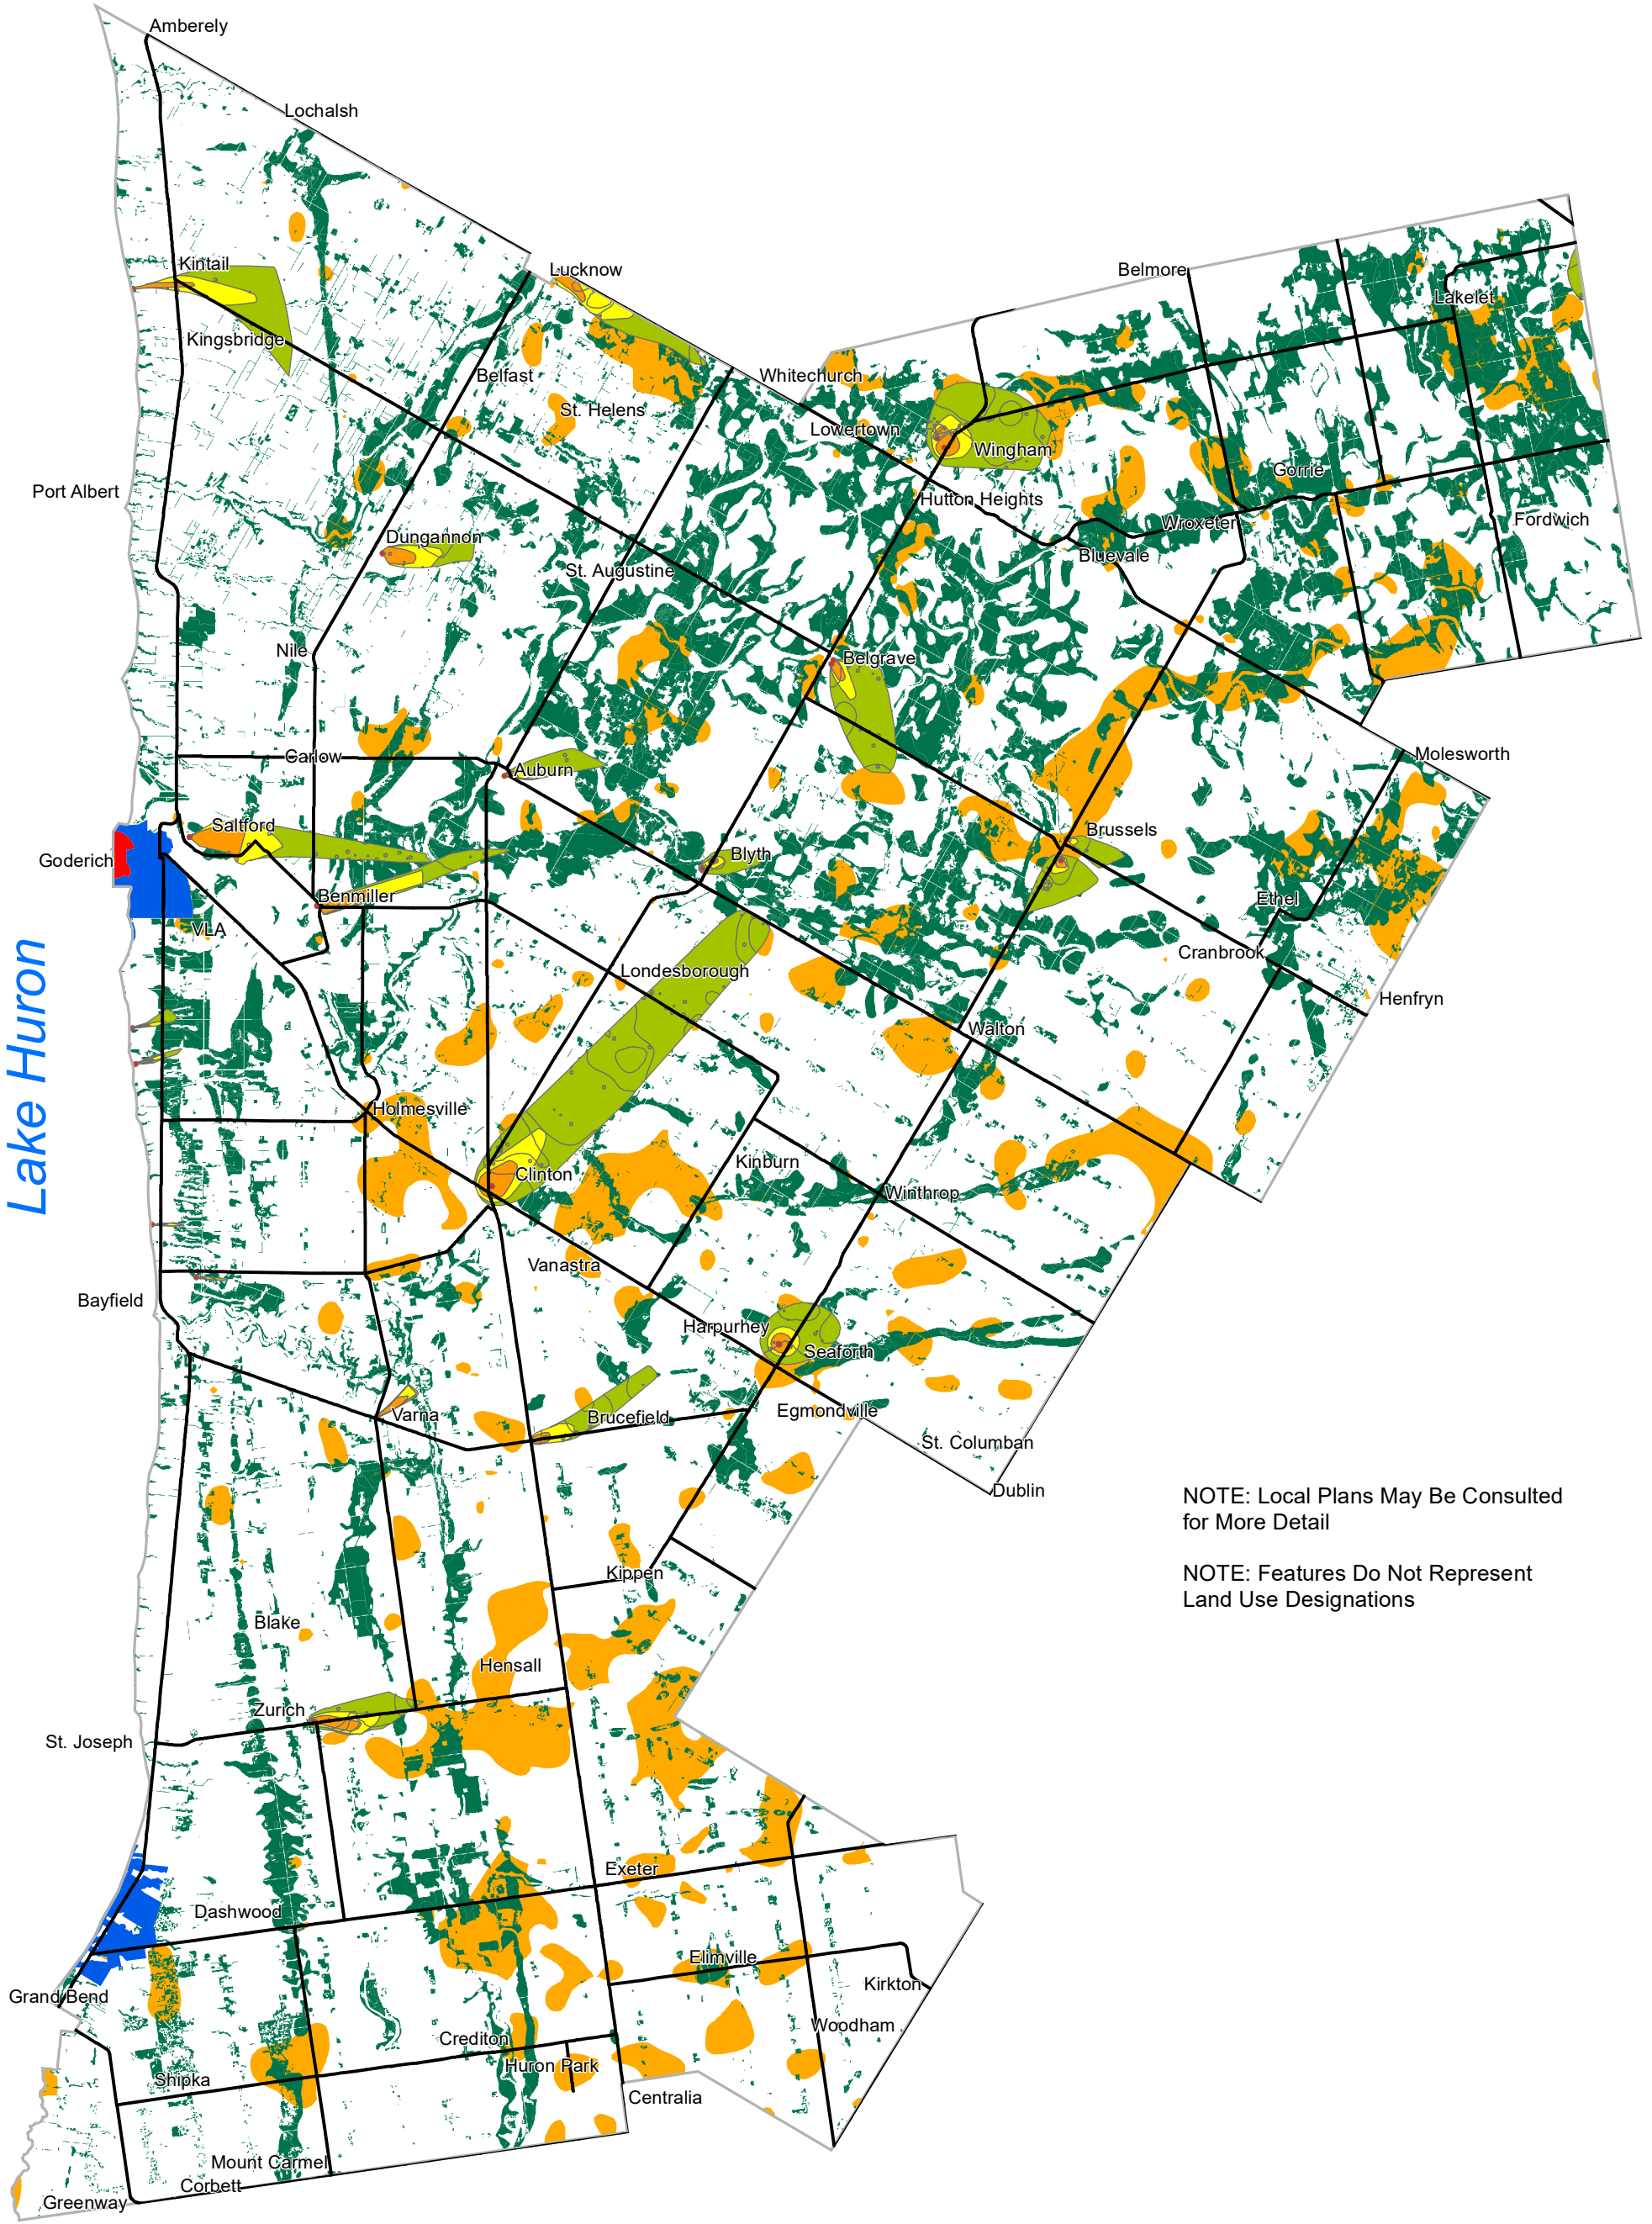 Amberely
Lochalsh
Kintail
Lucknow
Belmore
Lakelet
Kingsbridge
Belfast
Whitechurch
St. Helens
Lowertown
Wingham
Gorrie
Port Albert
Hutton Heights
Fordwich
Wroxeter
Dungannon
Bluevale
St. Augustine
Nile
Belgrave
Carlow
Molesworth
Auburn
Saltford
Brussels
Goderich
Blyth
Benmiller
Ethel
VLA
Cranbrook
Londesborough
Henfryn
Lake Huron
Walton
Holmesville
Kinburn
Clinton
Winthrop
Vanastra
Bayfield
Harpurhey
Seaforth
Varna
Brucefield
Egmondville
St. Columban
Dublin
NOTE: Local Plans May Be Consulted
for More Detail
NOTE: Features Do Not Represent
Land Use Designations
Kippen
Blake
Hensall
Zurich
St. Joseph
Exeter
Dashwood
Elimville
Kirkton
Grand Bend
Woodham
Crediton
Huron Park
Shipka
Centralia
Mount Carmel
Corbett
Greenway